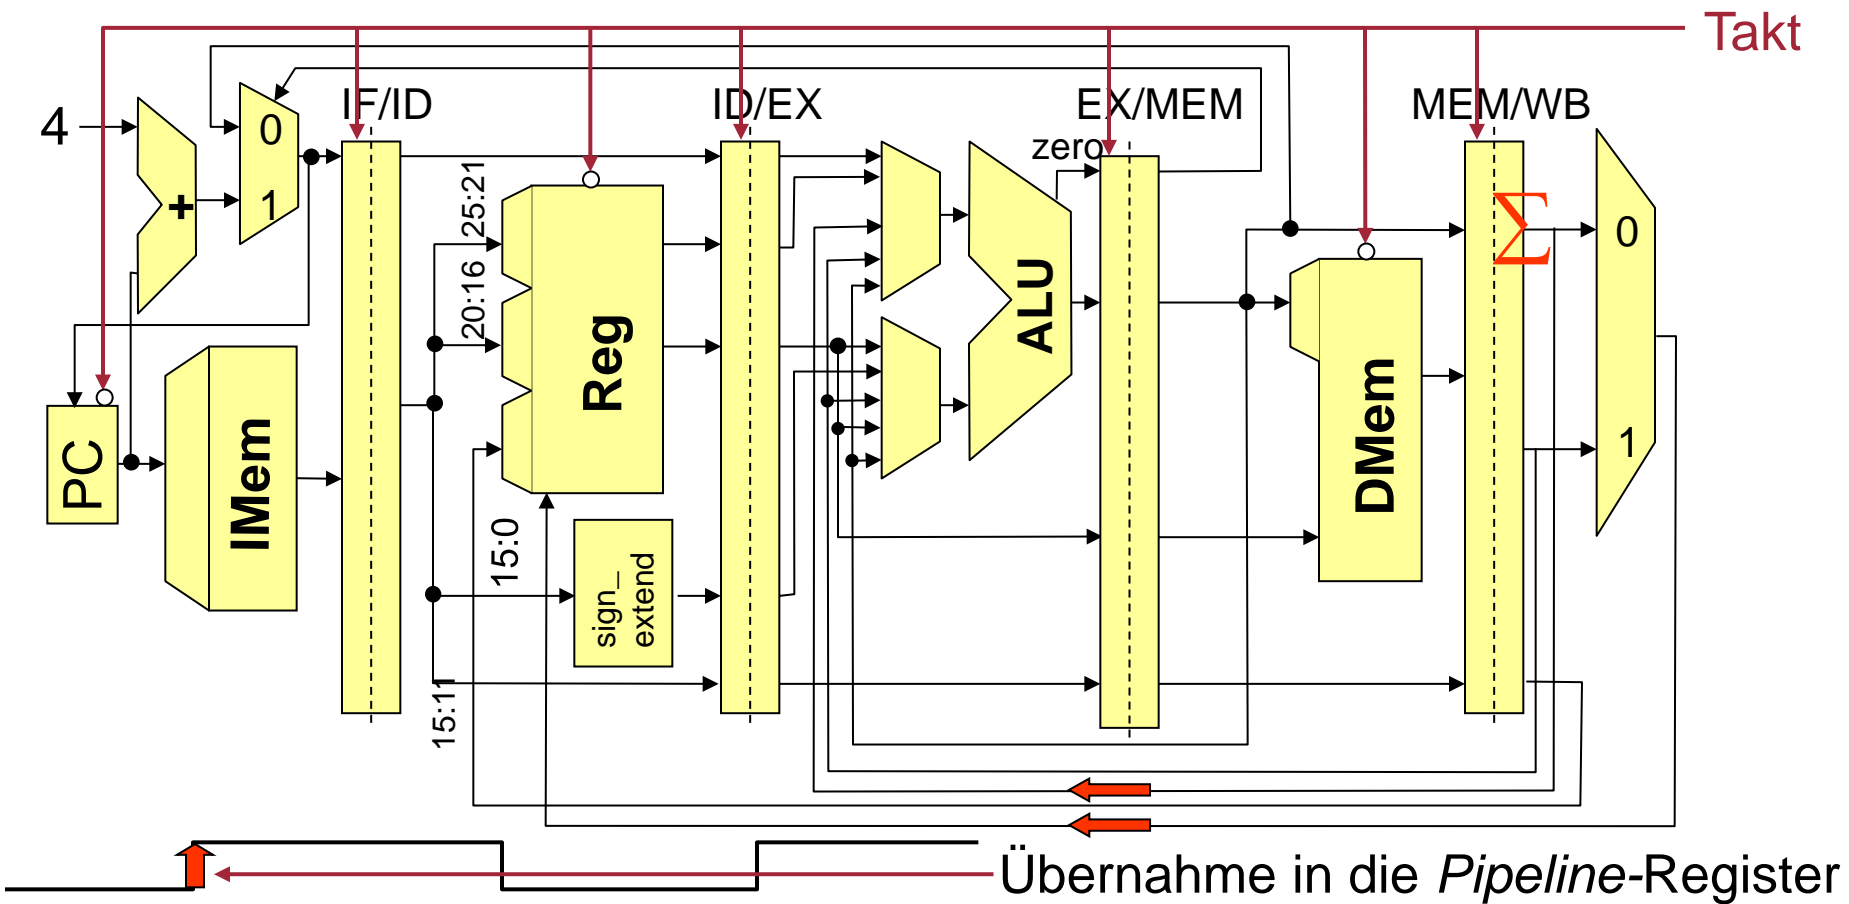 Takt
IF/ID
ID/EX
EX/MEM
MEM/WB
4
0
1
+
zero
25:21
20:16
15:0
15:11
PC
IMem
Reg
sign_
extend
ALU
DMem
Σ
0
1
Übernahme in die Pipeline-Register